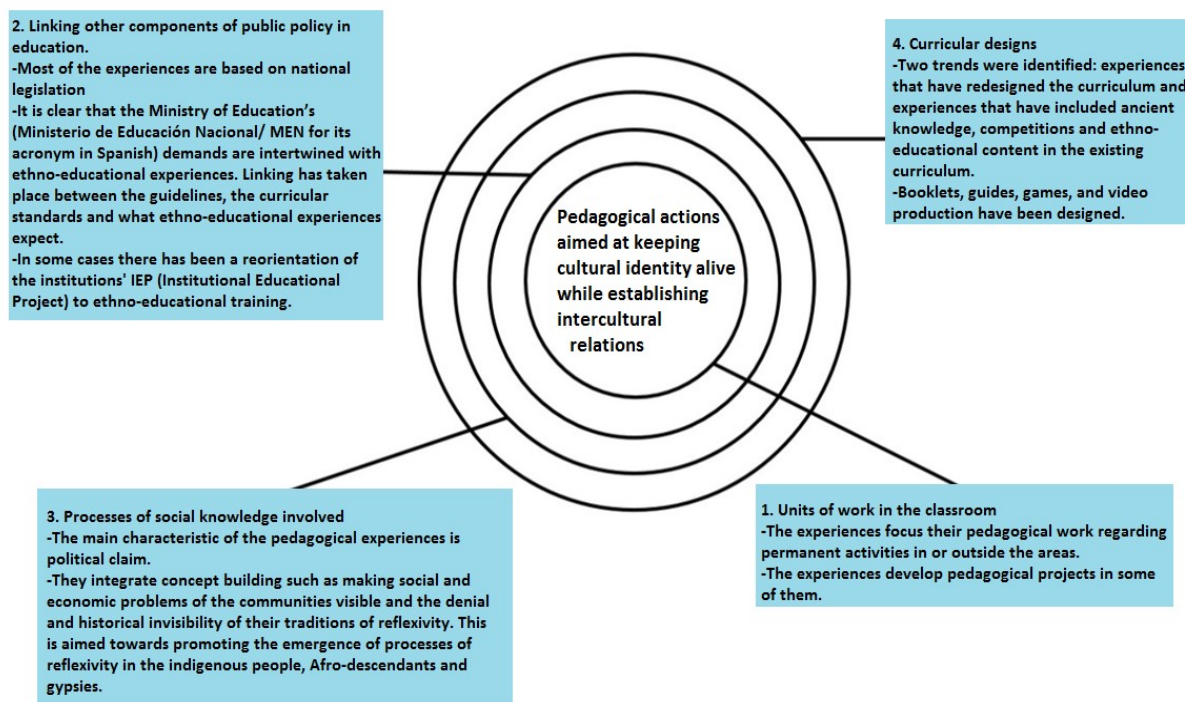 2. Linking other components of public policy in
education.
-Most of the experiences are based on national
legislation
-It is clear that the Ministry of Education's
(Ministerio de Educación Nacional/ MEN for its
acronym in Spanish) demands are intertwined with
ethno-educational experiences. Linking has taken
place between the guidelines, the curricular
standards and what ethno-educational experiences
expect.
-In some cases there has been a reorientation of
the institutions' IEP (Institutional Educational
Project) to ethno-educational training.
4. Curricular designs
-Two trends were identified: experiences
that have redesigned the curriculum and
experiences that have included ancient
knowledge, competitions and ethno-
educational content in the existing
curriculum.
-Booklets, guides, games, and video
production have been designed.
Pedagogical actions
aimed at keeping
cultural identity alive
while establishing
intercultural
relations
3. Processes of social knowledge involved
-The main characteristic of the pedagogical experiences is
political claim.
-They integrate concept building such as making social and
economic problems of the communities visible and the denial
and historical invisibility of their traditions of reflexivity. This
is aimed towards promoting the emergence of processes of
reflexivity in the indigenous people, Afro-descendants and
gypsies.
1. Units of work in the classroom
-The experiences focus their pedagogical work regarding
permanent activities in or outside the areas.
-The experiences develop pedagogical projects in some
of them.